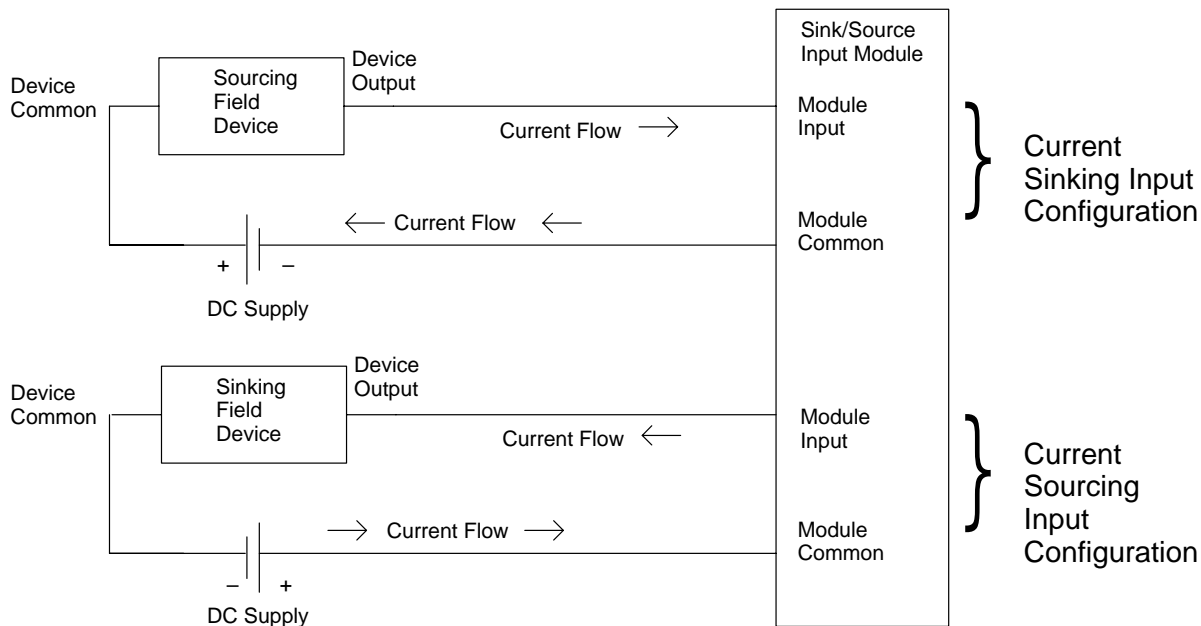 Sink/Source
Input Module
Device
Output
Sourcing
Field
Device
Device
Common
Module
Input
Current Flow →
Current
Sinking Input
Configuration
← Current Flow ←
Module
Common
+ −
DC Supply
Device
Output
Sinking
Field
Device
Device
Common
Module
Input
Current Flow ←
Current
Sourcing
Input
Configuration
→ Current Flow →
Module
Common
− +
DC Supply